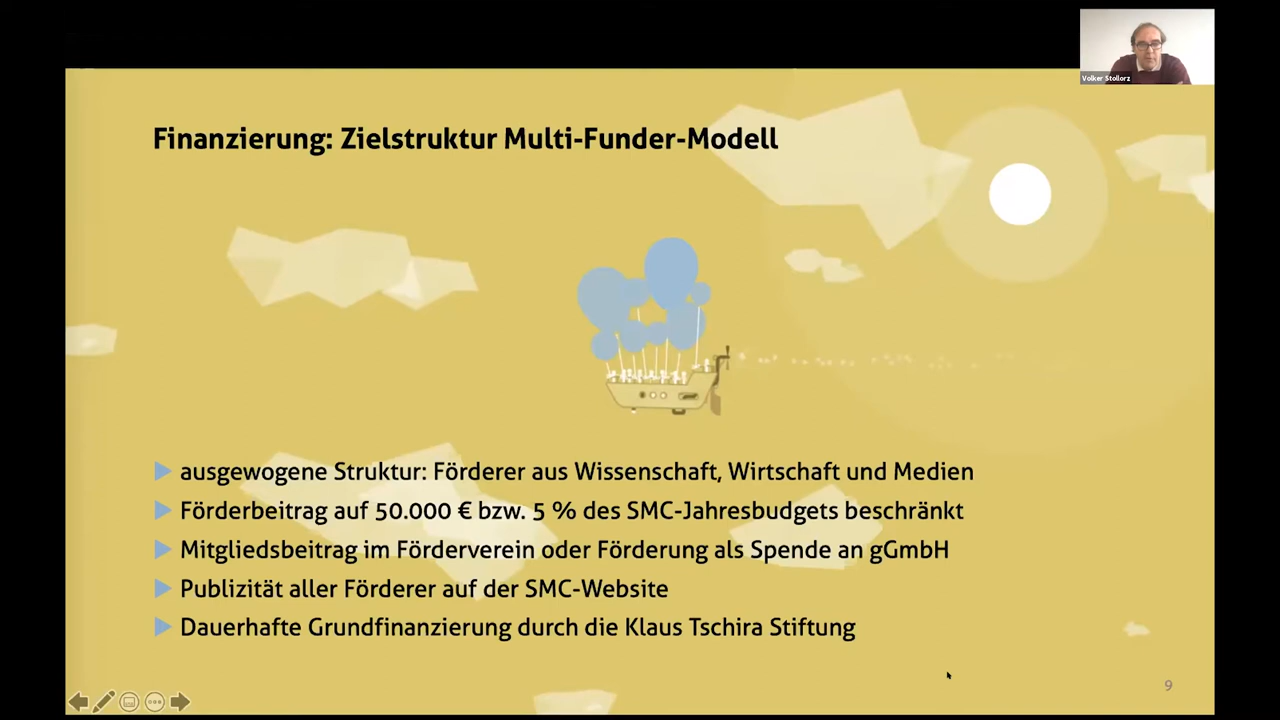 Volker Stollorz
Finanzierung: Zielstruktur Multi-Funder-Modell
ausgewogene Struktur: Förderer aus Wissenschaft, Wirtschaft und Medien
Förderbeitrag auf 50.000 € bzw. 5 % des SMC-Jahresbudgets beschränkt
Mitgliedsbeitrag im Förderverein oder Förderung als Spende an gGmbH
Publizität aller Förderer auf der SMC-Website
Dauerhafte Grundfinanzierung durch die Klaus Tschira Stiftung
9